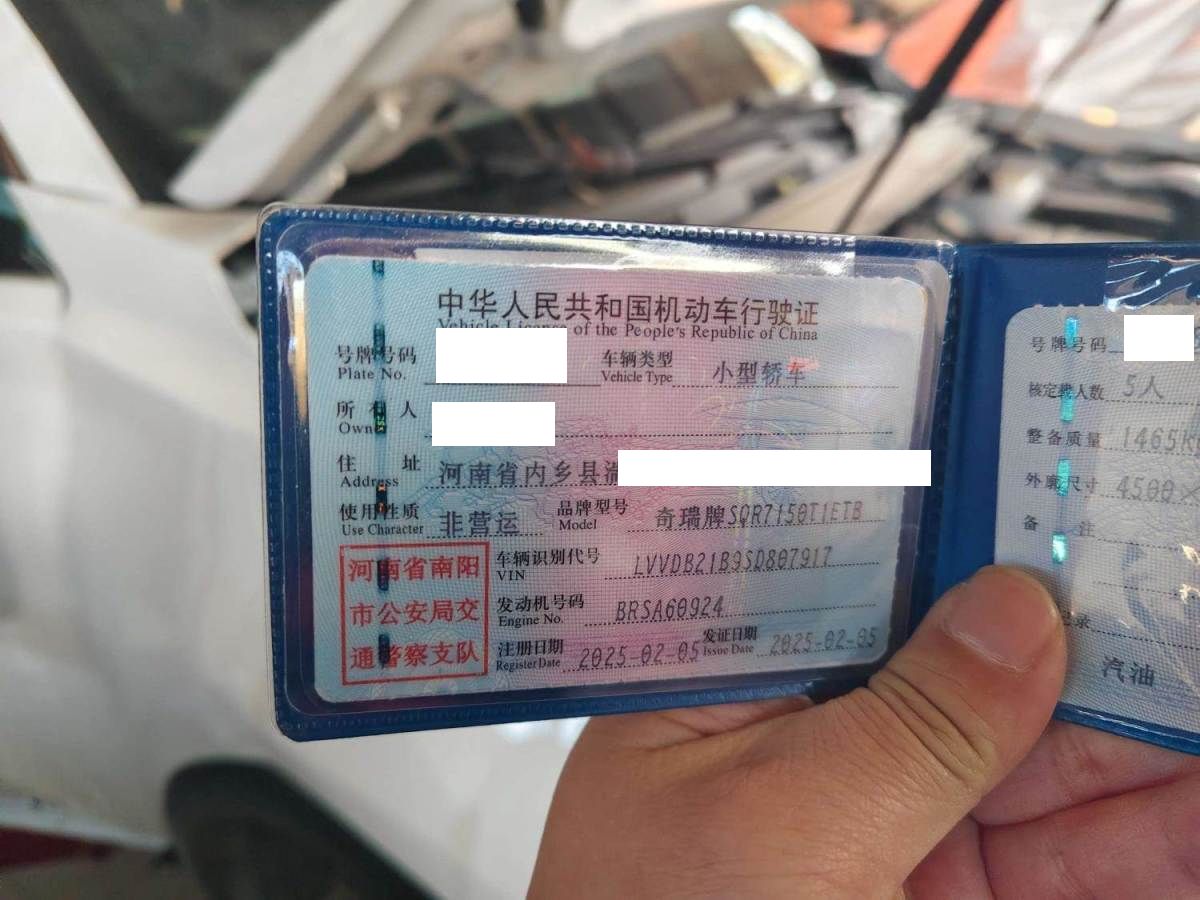 中华人民共和国机动车行驶证
Vehicle License of the People's Republic of China
号牌号码
Plate No.
车辆类型 小型轿车
Vehicle Type
所有人
Owner
住址 河南省内乡县
Address
使用性质 非营运
Use Character
品牌型号 奇瑞牌SQR7150T1ETB
Model
河南省南阳
市公安局交
通警察支队
车辆识别代号 LVVDB21B9SD807917
VIN
发动机号码 BRSA60924
Engine No.
注册日期 2025-02-05
Register Date
发证日期 2025-02-05
Issue Date
号牌号码
核定载人数 5人
整备质量 1465
外廓尺寸 4500×
备注
记录
汽油